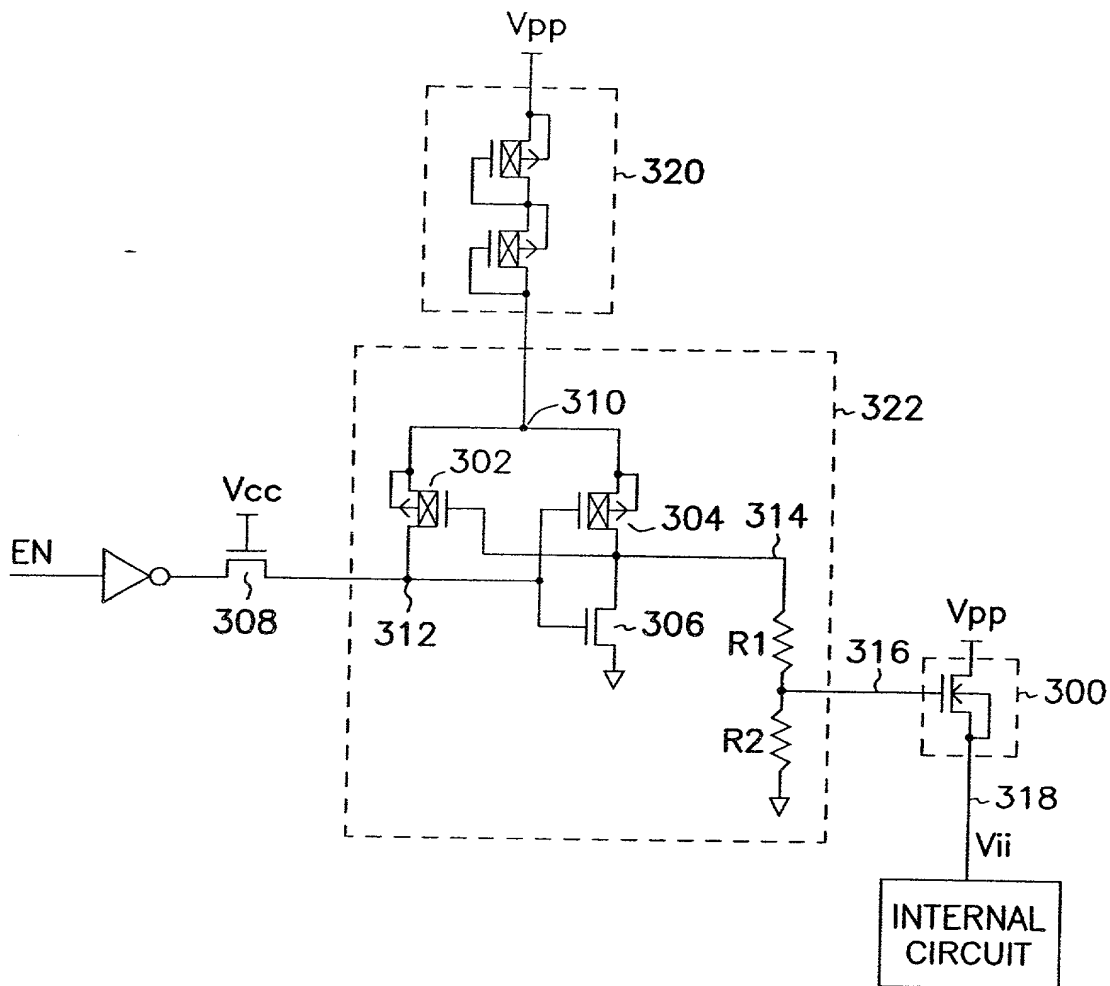 Vpp
320
310
322
302
Vcc
304
314
EN
308
312
306
R1
316
Vpp
300
R2
318
Vii
INTERNAL
CIRCUIT